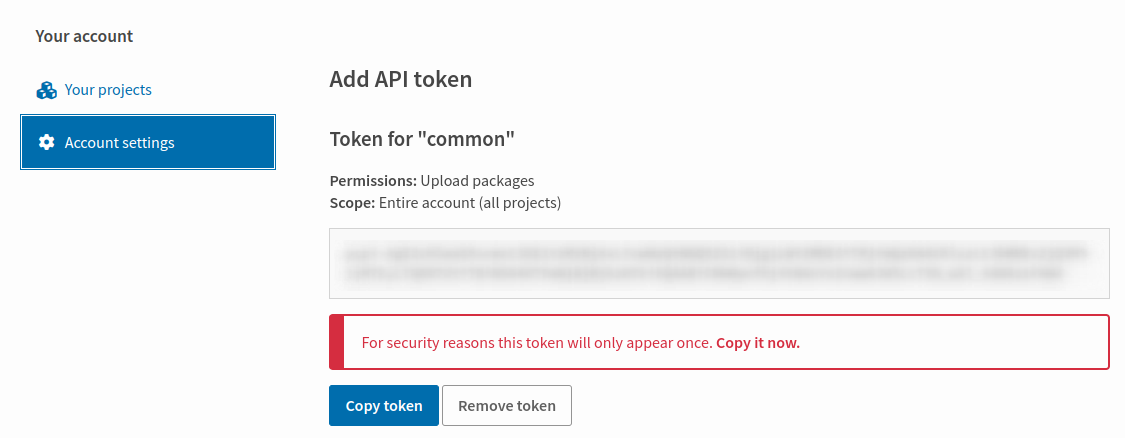 Your account
Your projects
Account settings
Add API token
Token for "common"
Permissions: Upload packages
Scope: Entire account (all projects)
For security reasons this token will only appear once. Copy it now.
Copy token
Remove token